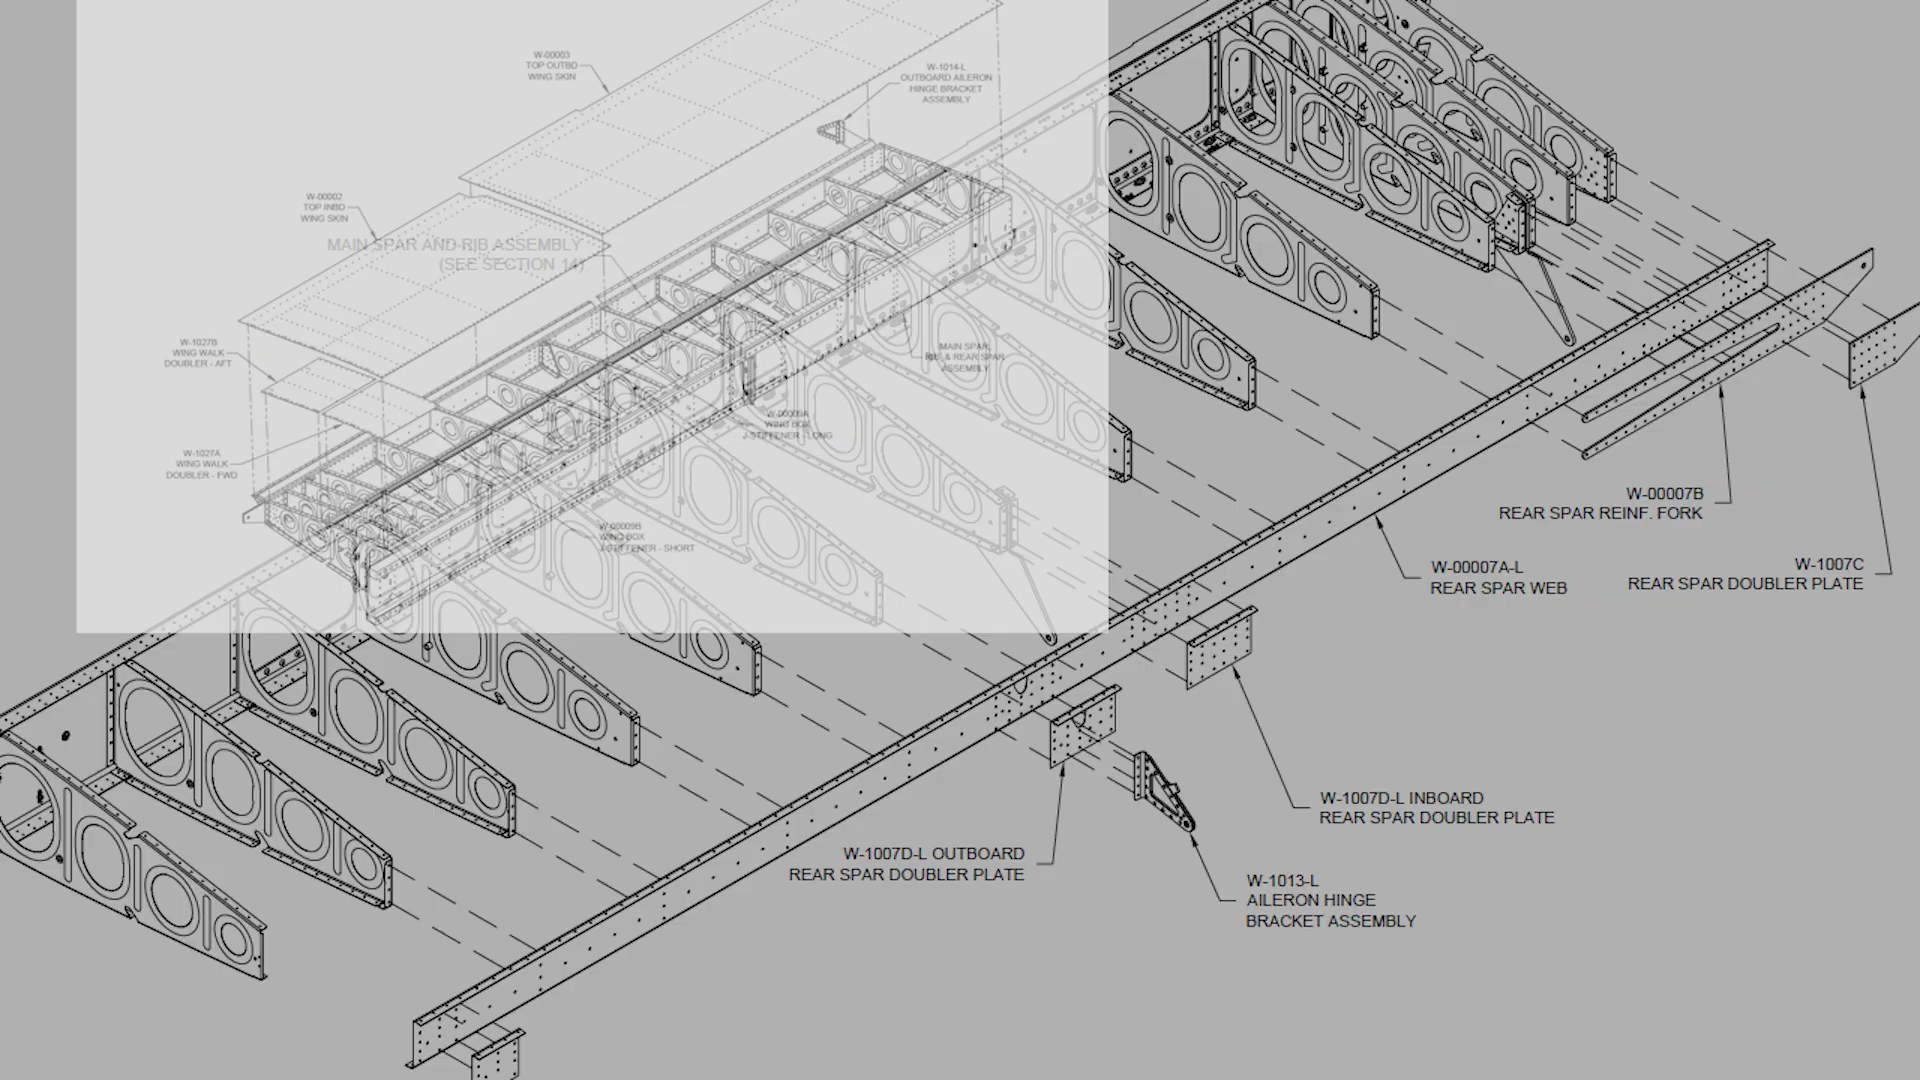 W-00003
TOP OUTBD
WING SKIN
W-1014-L
OUTBOARD AILERON
HINGE BRACKET
ASSEMBLY
W-00002
TOP INBD
WING SKIN
MAIN SPAR AND RIB ASSEMBLY
(SEE SECTION 14)
W-1027B
WING WALK
DOUBLER - AFT
MAIN SPAR,
RIB, & REAR SPAR
ASSEMBLY
W-00009A
WING BOX
J-STIFFENER - LONG
W-1027A
WING WALK
DOUBLER - FWD
W-00009B
WING BOX
J-STIFFENER - SHORT
W-00007B
REAR SPAR REINF. FORK
W-00007A-L
REAR SPAR WEB
W-1007C
REAR SPAR DOUBLER PLATE
W-1007D-L INBOARD
REAR SPAR DOUBLER PLATE
W-1007D-L OUTBOARD
REAR SPAR DOUBLER PLATE
W-1013-L
AILERON HINGE
BRACKET ASSEMBLY